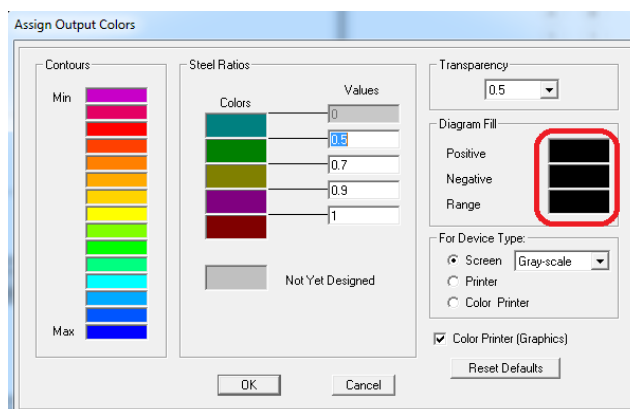 Assign Output Colors
Contours
Min
Max
Steel Ratios
Colors
Values
0
0.5
0.7
0.9
1
Not Yet Designed
Transparency
0.5
Diagram Fill
Positive
Negative
Range
For Device Type:
Screen
Gray-scale
Printer
Color Printer
Color Printer (Graphics)
Reset Defaults
OK
Cancel